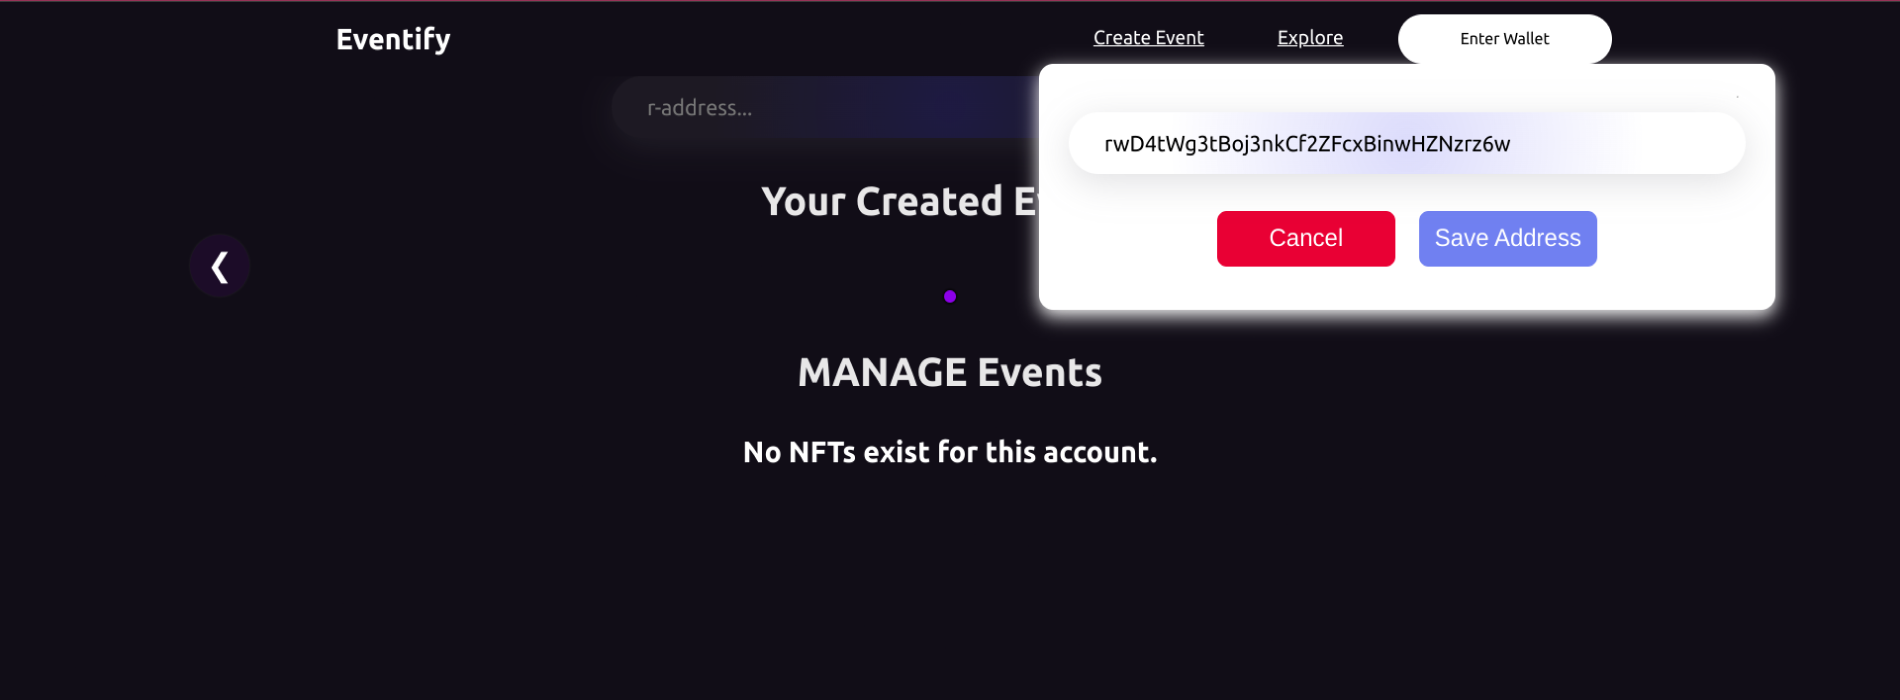 Eventify
Create Event
Explore
Enter Wallet
r-address...
rwD4tWg3tBoj3nkCf2ZFcxBinwHZNzrz6w
Your Created
Cancel
Save Address
❮
MANAGE Events
No NFTs exist for this account.